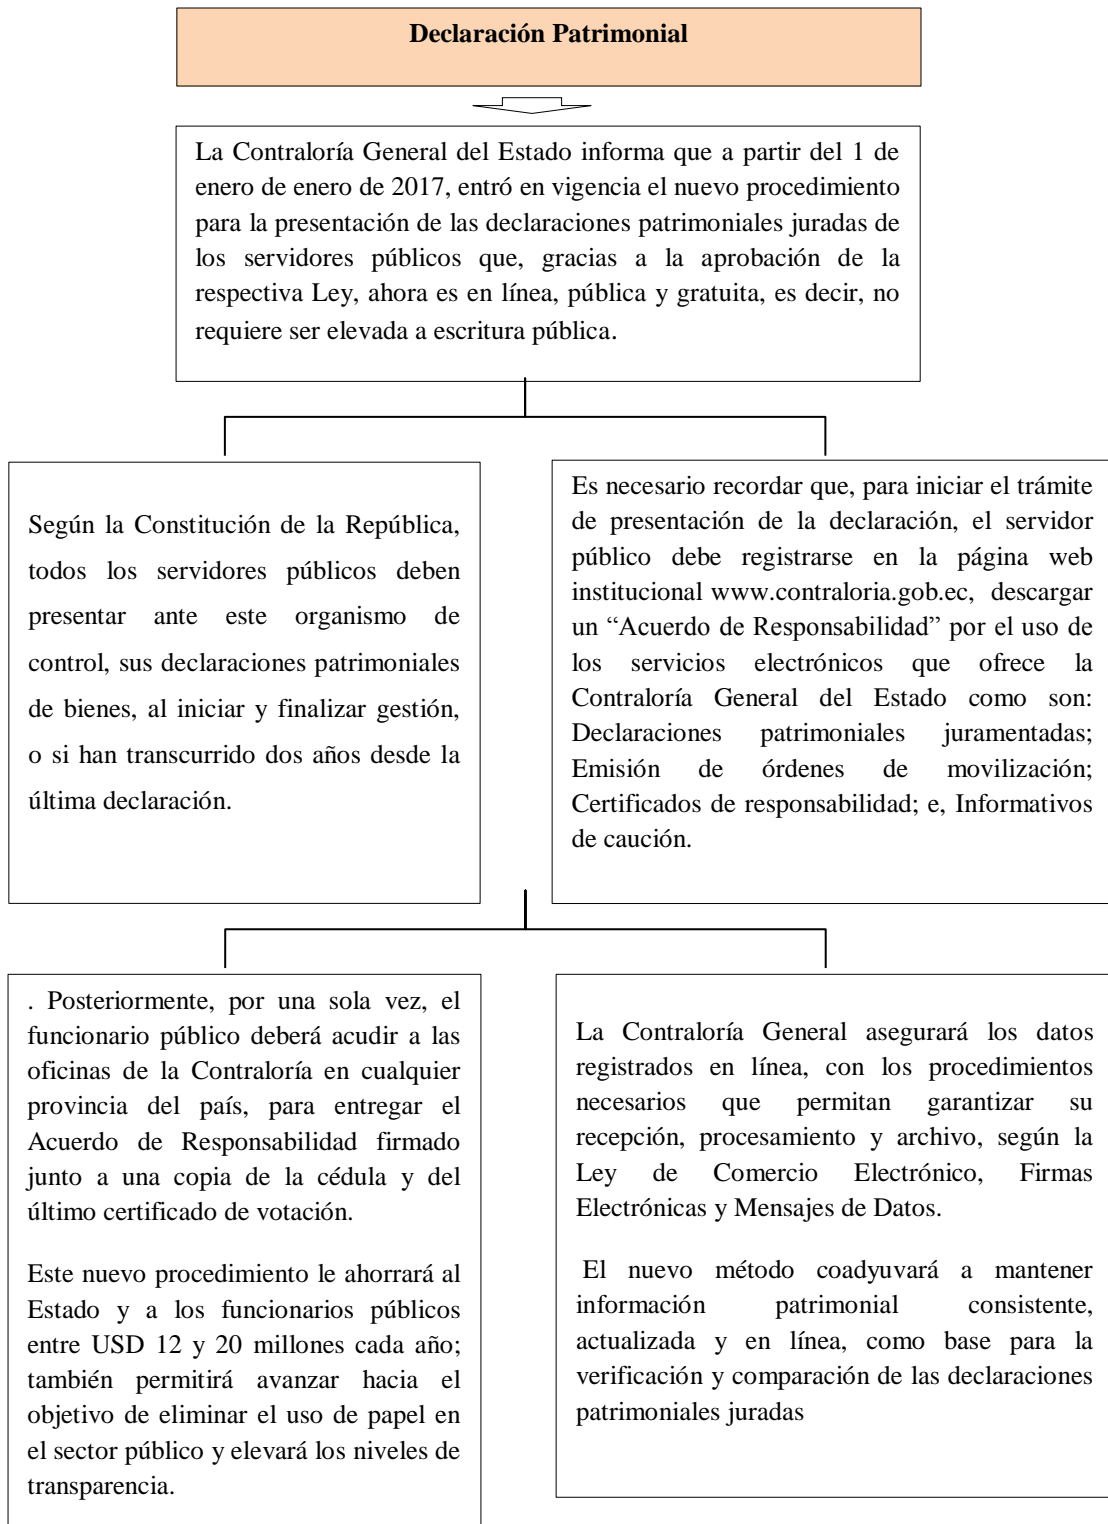 Declaración Patrimonial
La Contraloría General del Estado informa que a partir del 1 de
enero de enero de 2017, entró en vigencia el nuevo procedimiento
para la presentación de las declaraciones patrimoniales juradas de
los servidores públicos que, gracias a la aprobación de la
respectiva Ley, ahora es en línea, pública y gratuita, es decir, no
requiere ser elevada a escritura pública.
Según la Constitución de la República,
todos los servidores públicos deben
presentar ante este organismo de
control, sus declaraciones patrimoniales
de bienes, al iniciar y finalizar gestión,
o si han transcurrido dos años desde la
última declaración.
Es necesario recordar que, para iniciar el trámite
de presentación de la declaración, el servidor
público debe registrarse en la página web
institucional www.contraloria.gob.ec, descargar
un “Acuerdo de Responsabilidad” por el uso de
los servicios electrónicos que ofrece la
Contraloría General del Estado como son:
Declaraciones patrimoniales juramentadas;
Emisión de órdenes de movilización;
Certificados de responsabilidad; e, Informativos
de caución.
. Posteriormente, por una sola vez, el
funcionario público deberá acudir a las
oficinas de la Contraloría en cualquier
provincia del país, para entregar el
Acuerdo de Responsabilidad firmado
junto a una copia de la cédula y del
último certificado de votación.
Este nuevo procedimiento le ahorrará al
Estado y a los funcionarios públicos
entre USD 12 y 20 millones cada año;
también permitirá avanzar hacia el
objetivo de eliminar el uso de papel en
el sector público y elevará los niveles de
transparencia.
La Contraloría General asegurará los datos
registrados en línea, con los procedimientos
necesarios que permitan garantizar su
recepción, procesamiento y archivo, según la
Ley de Comercio Electrónico, Firmas
Electrónicas y Mensajes de Datos.
El nuevo método coadyuvará a mantener
información patrimonial consistente,
actualizada y en línea, como base para la
verificación y comparación de las declaraciones
patrimoniales juradas